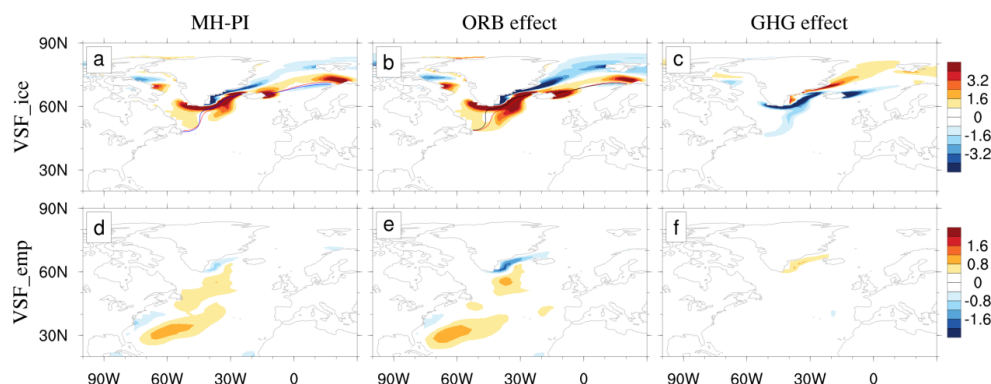 MH-PI ORB effect GHG effect
90N a b c
VSF_ice
60N
30N
3.2
1.6
0
-1.6
-3.2
90N d e f
VSF_emp
60N
30N
1.6
0.8
0
-0.8
-1.6
90W 60W 30W 0 90W 60W 30W 0 90W 60W 30W 0